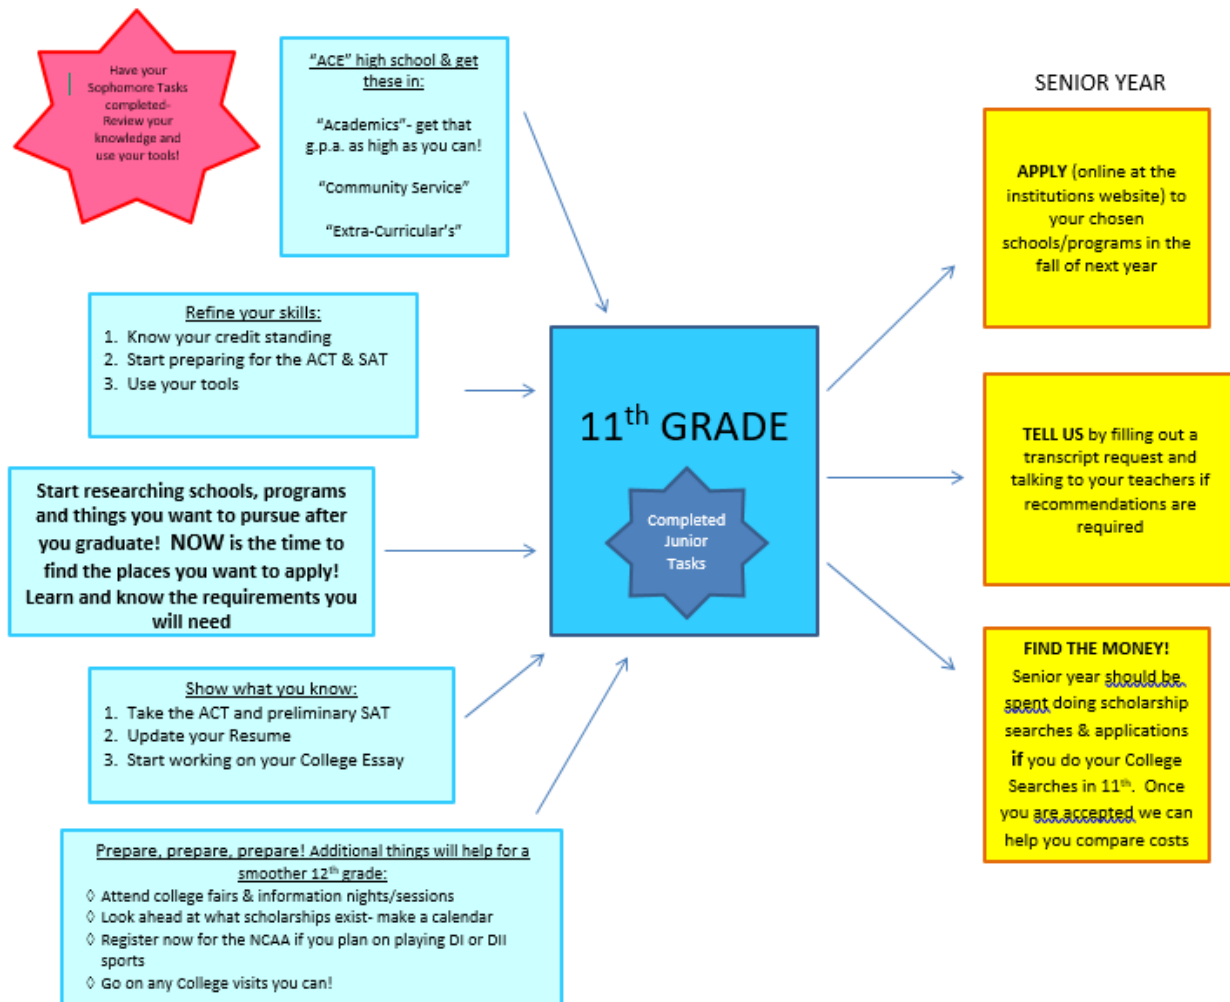 Have your
Sophomore Tasks
completed-
Review your
knowledge and
use your tools!
"ACE" high school & get
these in:
"Academics"- get that
g.p.a. as high as you can!
"Community Service"
"Extra-Curricular's"
Refine your skills:
1. Know your credit standing
2. Start preparing for the ACT & SAT
3. Use your tools
Start researching schools, programs
and things you want to pursue after
you graduate! NOW is the time to
find the places you want to apply!
Learn and know the requirements you
will need
Show what you know:
1. Take the ACT and preliminary SAT
2. Update your Resume
3. Start working on your College Essay
Prepare, prepare, prepare! Additional things will help for a
smoother 12th grade:
◊ Attend college fairs & information nights/sessions
◊ Look ahead at what scholarships exist- make a calendar
◊ Register now for the NCAA if you plan on playing DI or DII
sports
◊ Go on any College visits you can!
11th GRADE
Completed
Junior
Tasks
SENIOR YEAR
APPLY (online at the
institutions website) to
your chosen
schools/programs in the
fall of next year
TELL US by filling out a
transcript request and
talking to your teachers if
recommendations are
required
FIND THE MONEY!
Senior year should be
spent doing scholarship
searches & applications
if you do your College
Searches in 11th. Once
you are accepted we can
help you compare costs